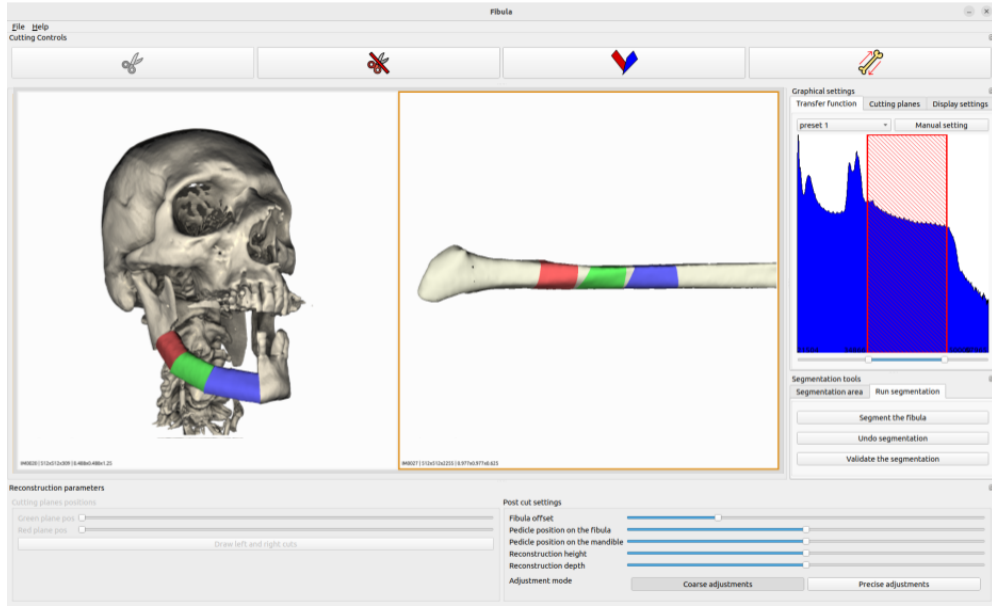 Fibula
File Help
Cutting Controls
Graphical settings
Transfer function Cutting planes Display settings
preset 1 Manual setting
Segmentation tools
Segmentation area Run segmentation
Segment the fibula
Undo segmentation
Validate the segmentation
Reconstruction parameters
Cutting planes positions
Green plane pos
Red plane pos
Draw left and right cuts
Post cut settings
Fibula offset
Pedicle position on the fibula
Pedicle position on the mandible
Reconstruction height
Reconstruction depth
Adjustment mode Coarse adjustments Precise adjustments